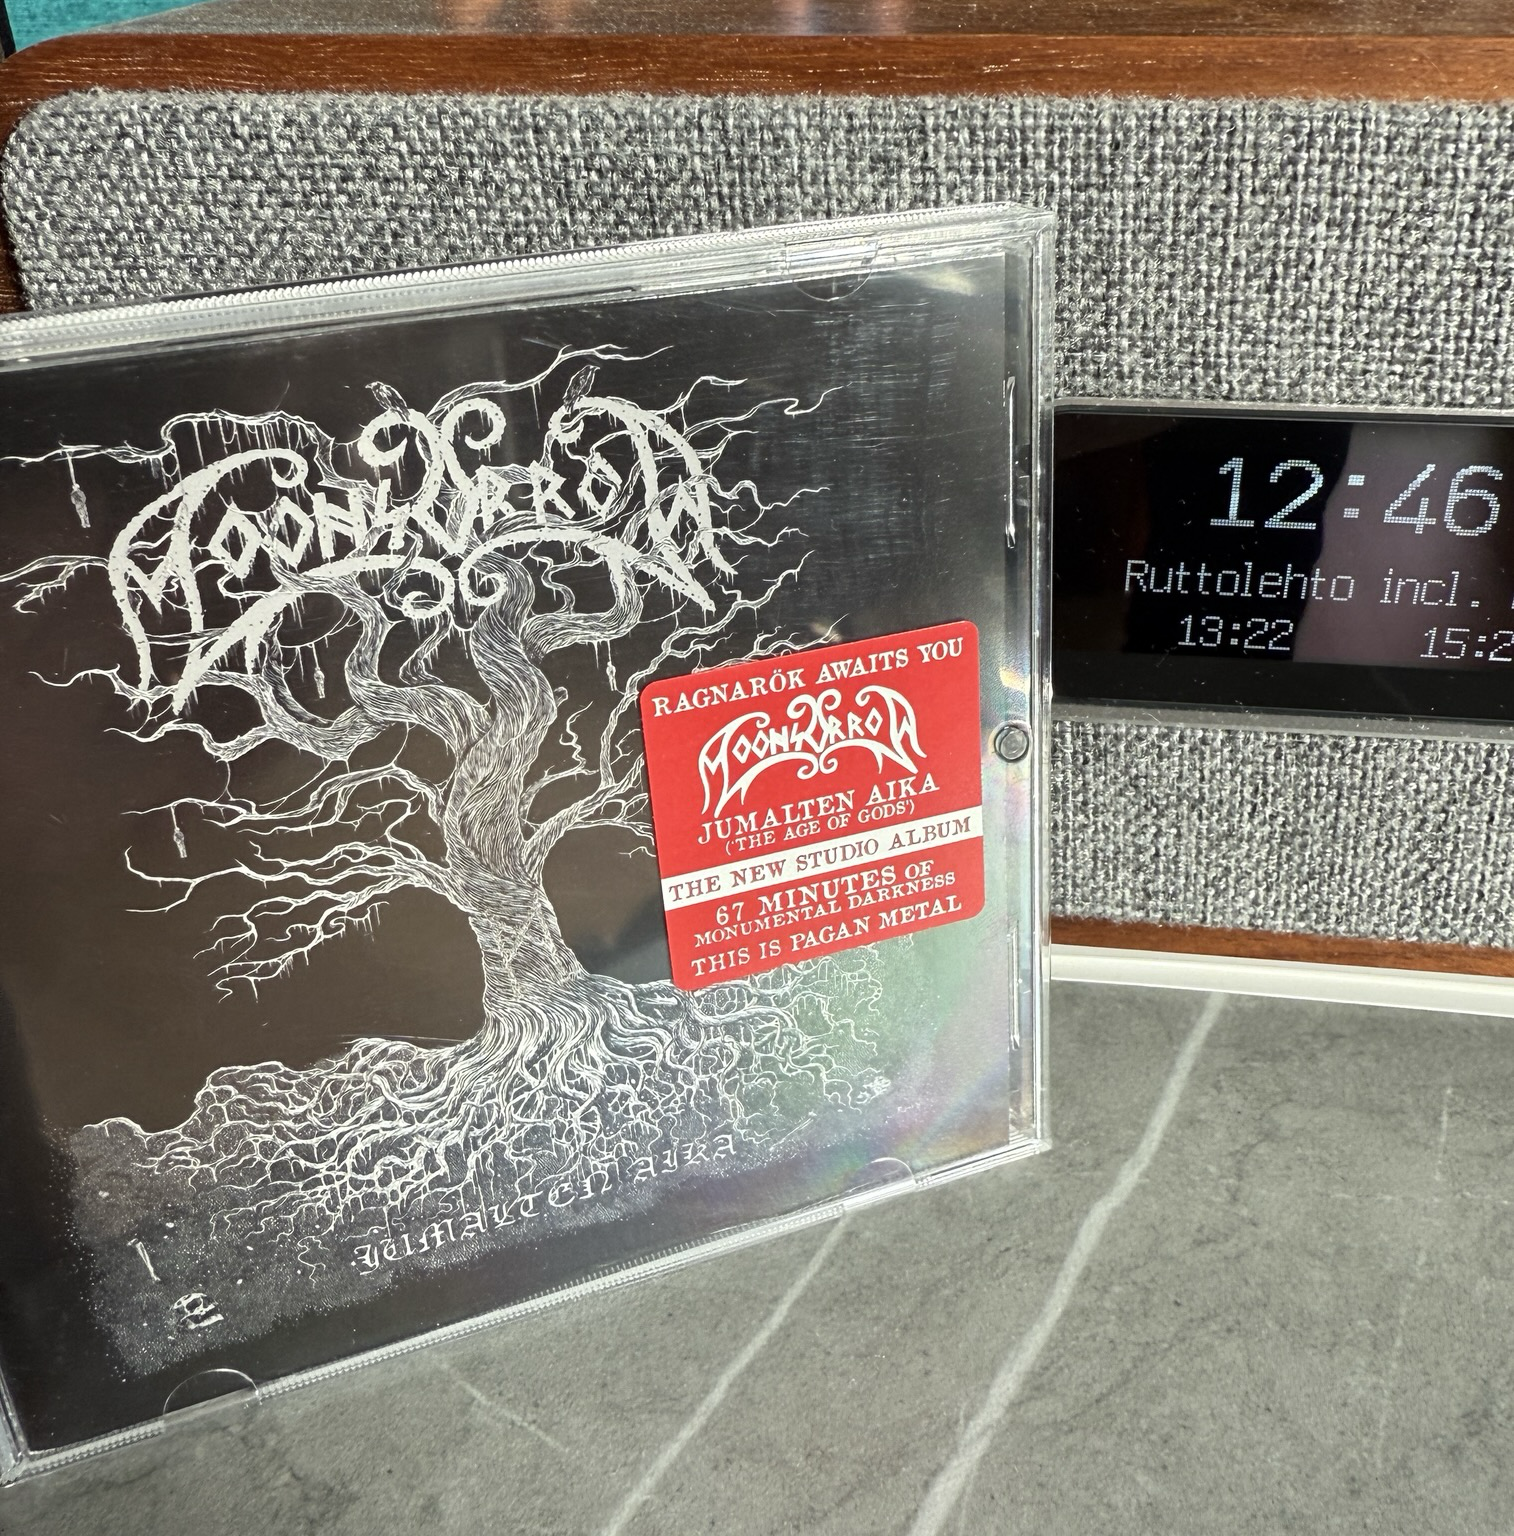 MOONSORROW
12:46
Ruttolehto incl.
13:22
RAGNARÖK AWAITS YOU
MOONSORROW
JUMALTEN AIKA
('THE AGE OF GODS')
THE NEW STUDIO ALBUM
67 MINUTES OF
MONUMENTAL DARKNESS
THIS IS PAGAN METAL
JUMALTEN AIKA